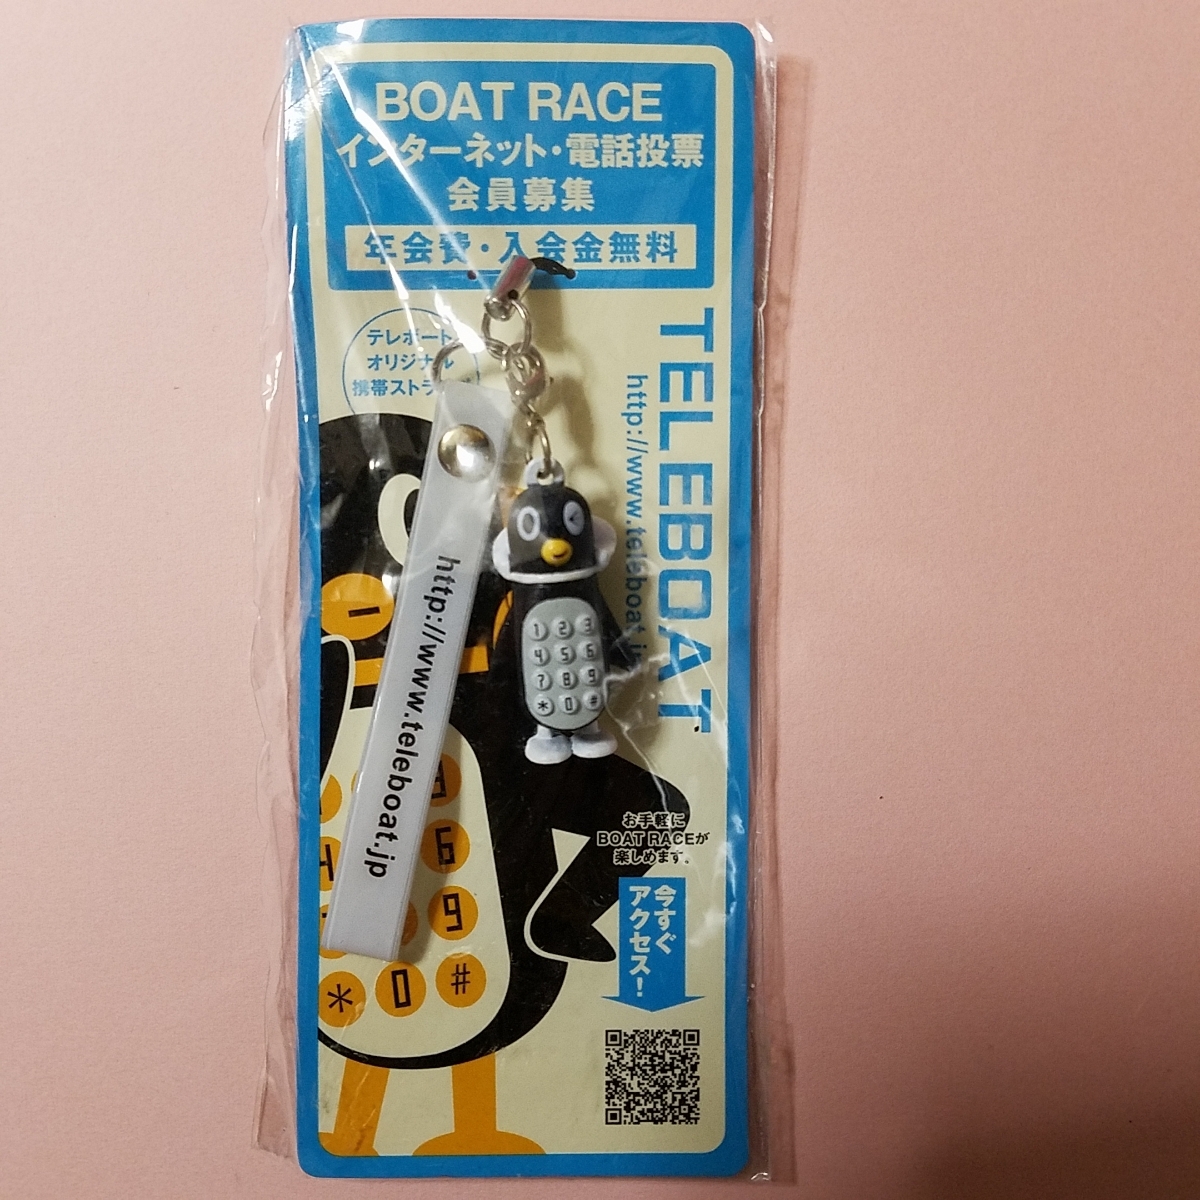 BOAT RACE
インターネット・電話投票
会員募集
年会費・入会金無料
テレボート
オリジナル
携帯ストラ
TELEBOAT
http://www.teleboat.j
http://www.teleboat.jp
1 2 3
4 5 6
7 8 9
* 0 #
6
9
* 0 #
お手軽に
BOAT RACEが
楽しめます。
今すぐ
アクセス!